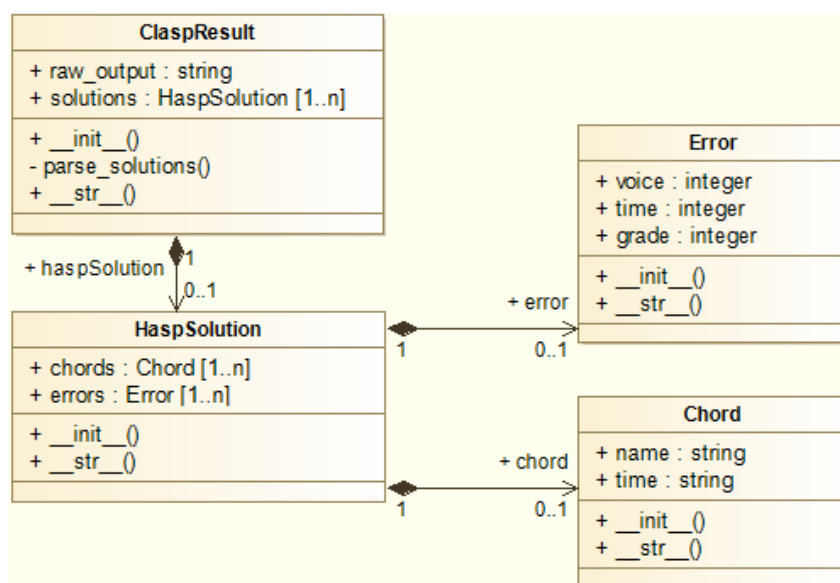 ClaspResult
+ raw_output : string
+ solutions : HaspSolution [1..n]
+ __init__()
- parse_solutions()
+ __str__()
+ haspSolution
1
0..1
HaspSolution
+ chords : Chord [1..n]
+ errors : Error [1..n]
+ __init__()
+ __str__()
1
+ error
0..1
1
+ chord
0..1
Error
+ voice : integer
+ time : integer
+ grade : integer
+ __init__()
+ __str__()
Chord
+ name : string
+ time : string
+ __init__()
+ __str__()